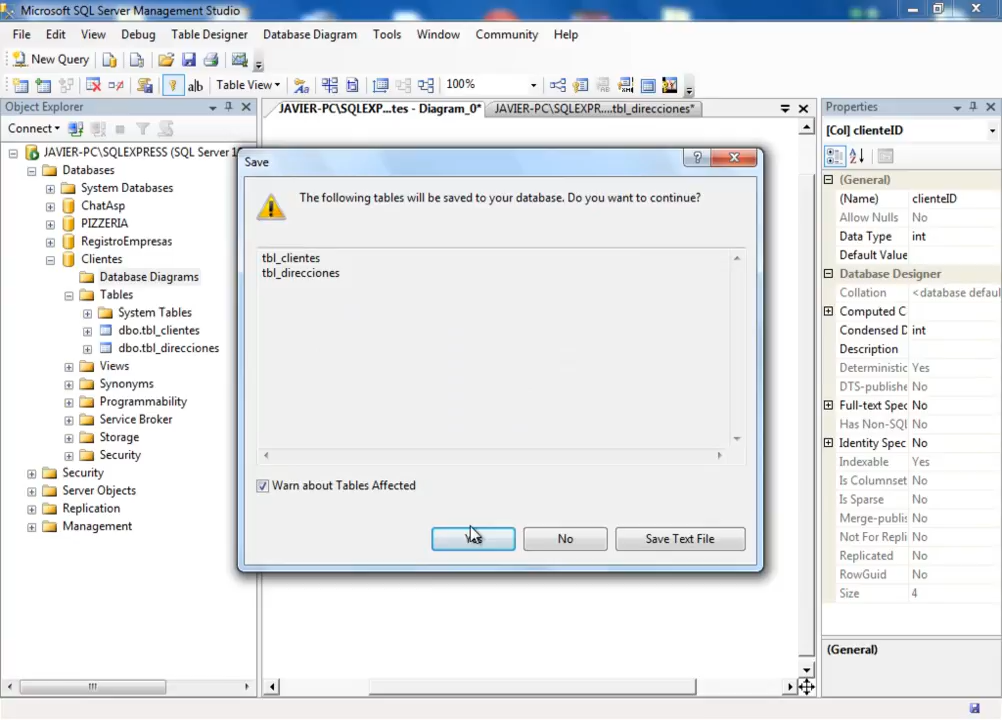 Microsoft SQL Server Management Studio
File Edit View Debug Table Designer Database Diagram Tools Window Community Help
New Query
Table View 100%
Object Explorer
Connect
JAVIER-PC\SQLEXPRESS (SQL Server 1
Databases
System Databases
ChatAsp
PIZZERIA
RegistroEmpresas
Clientes
Database Diagrams
Tables
System Tables
dbo.tbl_clientes
dbo.tbl_direcciones
Views
Synonyms
Programmability
Service Broker
Storage
Security
Security
Server Objects
Replication
Management
JAVIER-PC\SQLEXP...tes - Diagram_0* JAVIER-PC\SQLEXPR....tbl_direcciones*
Save
The following tables will be saved to your database. Do you want to continue?
tbl_clientes
tbl_direcciones
Warn about Tables Affected
Yes No Save Text File
Properties
[Col] clienteID
(General)
(Name) clienteID
Allow Nulls No
Data Type int
Default Value
Database Designer
Collation <database defaul
Computed C
Condensed D int
Description
Deterministic Yes
DTS-publishe No
Full-text Spec No
Has Non-SQL No
Identity Spec No
Indexable Yes
Is Columnset No
Is Sparse No
Merge-publis No
Not For Repli No
Replicated No
RowGuid No
Size 4
(General)